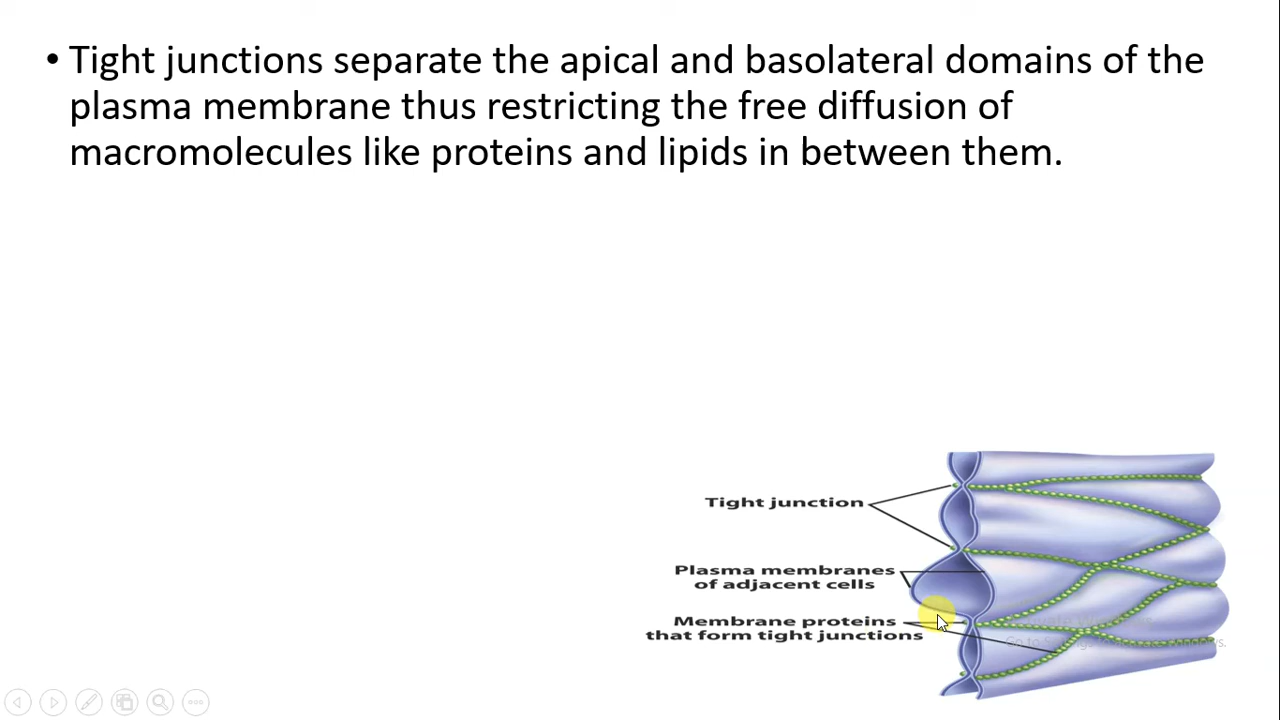 • Tight junctions separate the apical and basolateral domains of the
plasma membrane thus restricting the free diffusion of
macromolecules like proteins and lipids in between them.
Tight junction
Plasma membranes
of adjacent cells
Membrane proteins
that form tight junctions